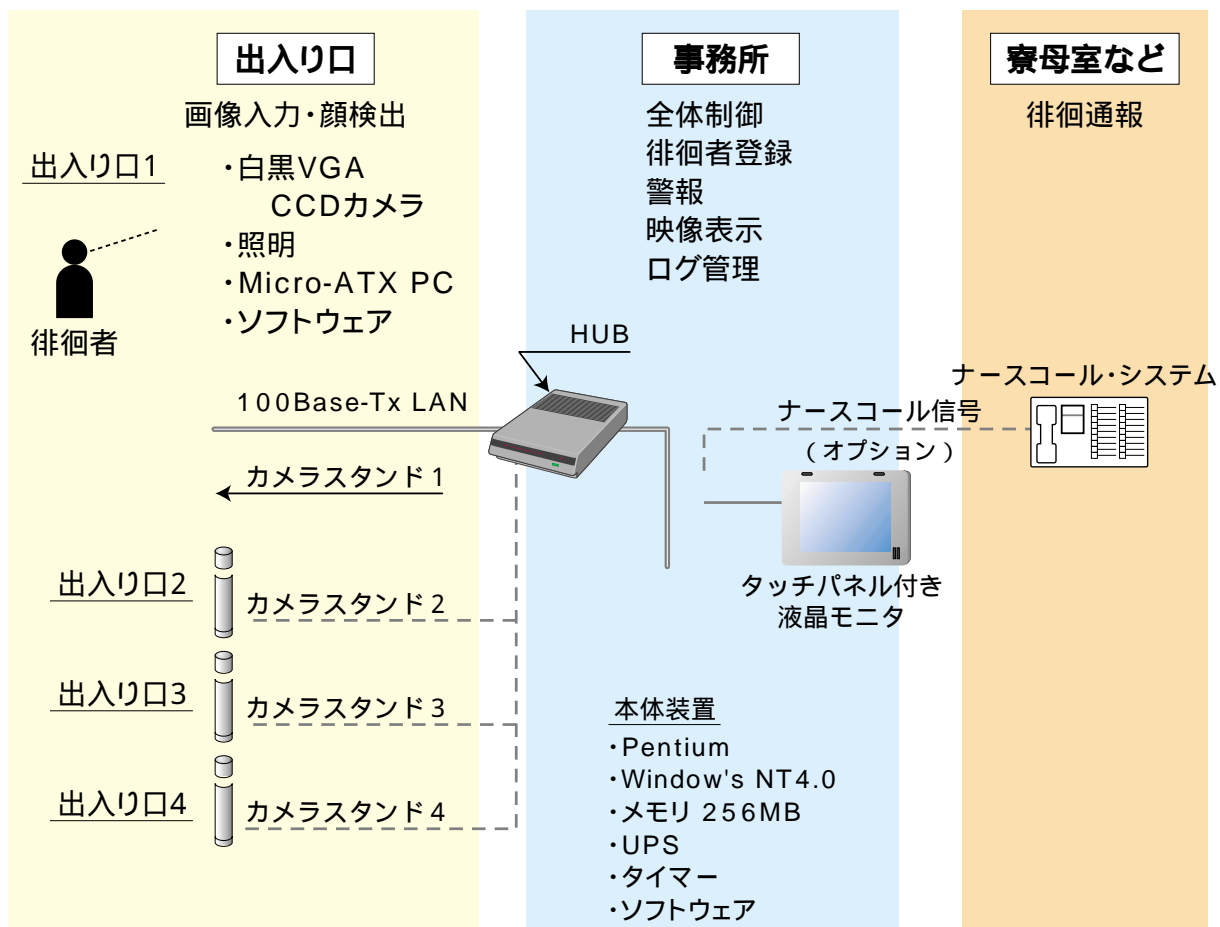 出入り口
画像入力・顔検出
出入り口1
・白黒VGA
CCDカメラ
・照明
・Micro-ATX PC
・ソフトウェア
徘徊者
100Base-Tx LAN
カメラスタンド1
出入り口2
カメラスタンド2
出入り口3
カメラスタンド3
出入り口4
カメラスタンド4
事務所
全体制御
徘徊者登録
警報
映像表示
ログ管理
HUB
ナースコール信号
(オプション)
タッチパネル付き
液晶モニタ
本体装置
・Pentium
・Window's NT4.0
・メモリ 256MB
・UPS
・タイマー
・ソフトウェア
寮母室など
徘徊通報
ナースコール・システム